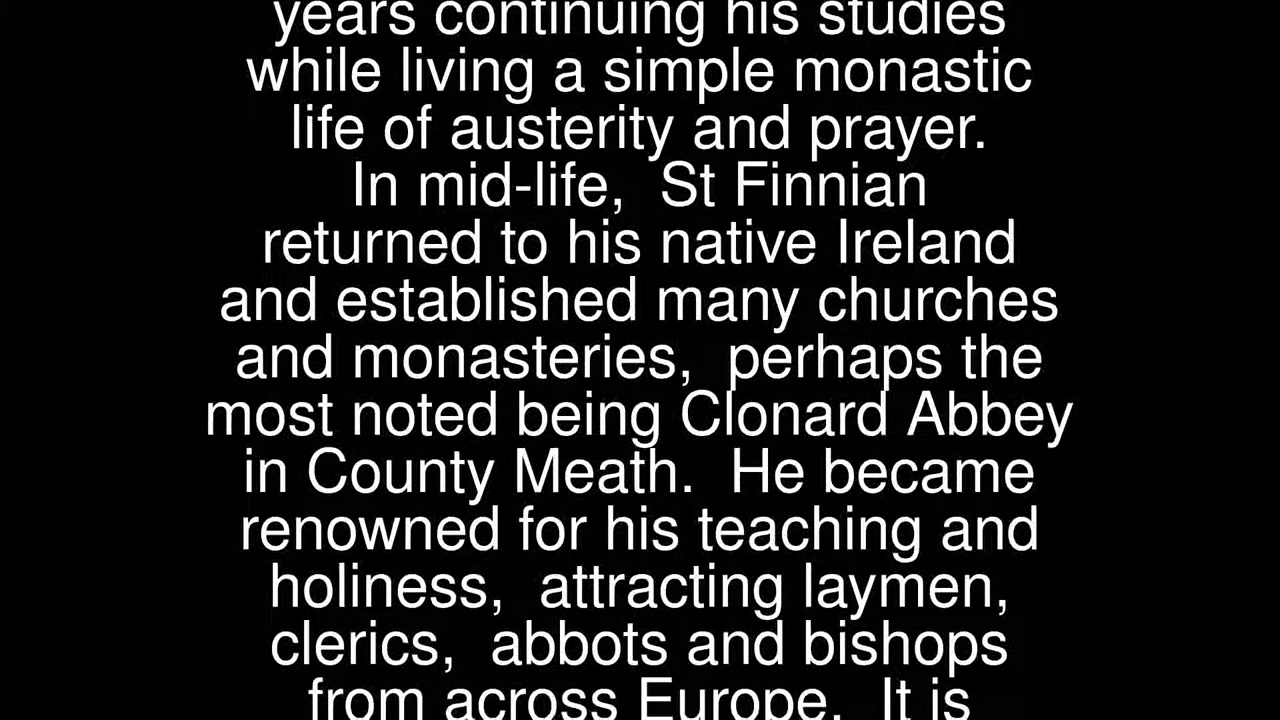 years continuing his studies
while living a simple monastic
life of austerity and prayer.
In mid-life,  St Finnian
returned to his native Ireland
and established many churches
and monasteries,  perhaps the
most noted being Clonard Abbey
in County Meath.  He became
renowned for his teaching and
holiness,  attracting laymen,
clerics,  abbots and bishops
from across Europe.  It is